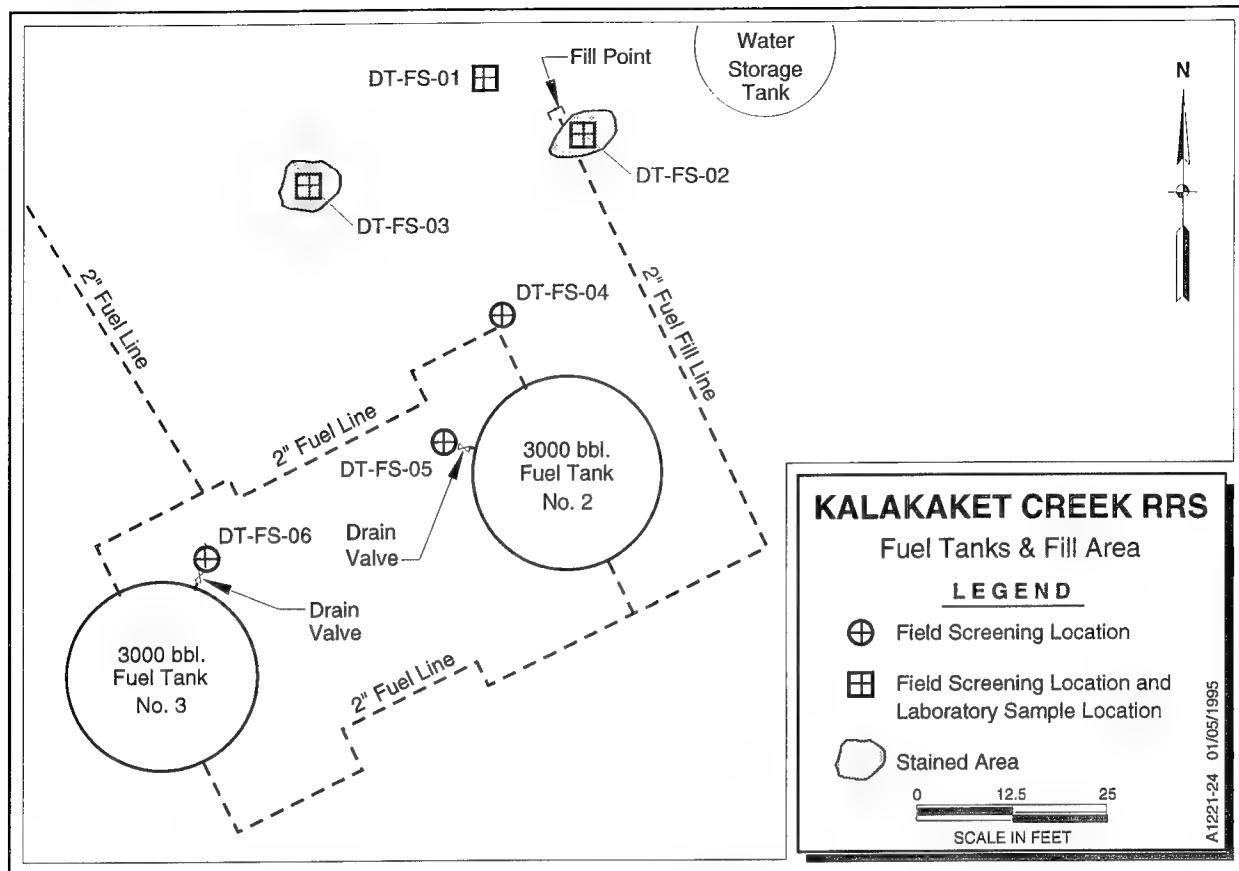 Water
Storage
Tank
Fill Point
DT-FS-01
N
DT-FS-02
DT-FS-03
2" Fuel Line
DT-FS-04
2" Fuel Fill Line
2" Fuel Line
DT-FS-05
3000 bbl.
Fuel Tank
No. 2
Drain
Valve
DT-FS-06
Drain
Valve
3000 bbl.
Fuel Tank
No. 3
2" Fuel Line
KALAKAKET CREEK RRS
Fuel Tanks & Fill Area
LEGEND
Field Screening Location
Field Screening Location and
Laboratory Sample Location
Stained Area
0 12.5 25
SCALE IN FEET
A1221-24 01/05/1995